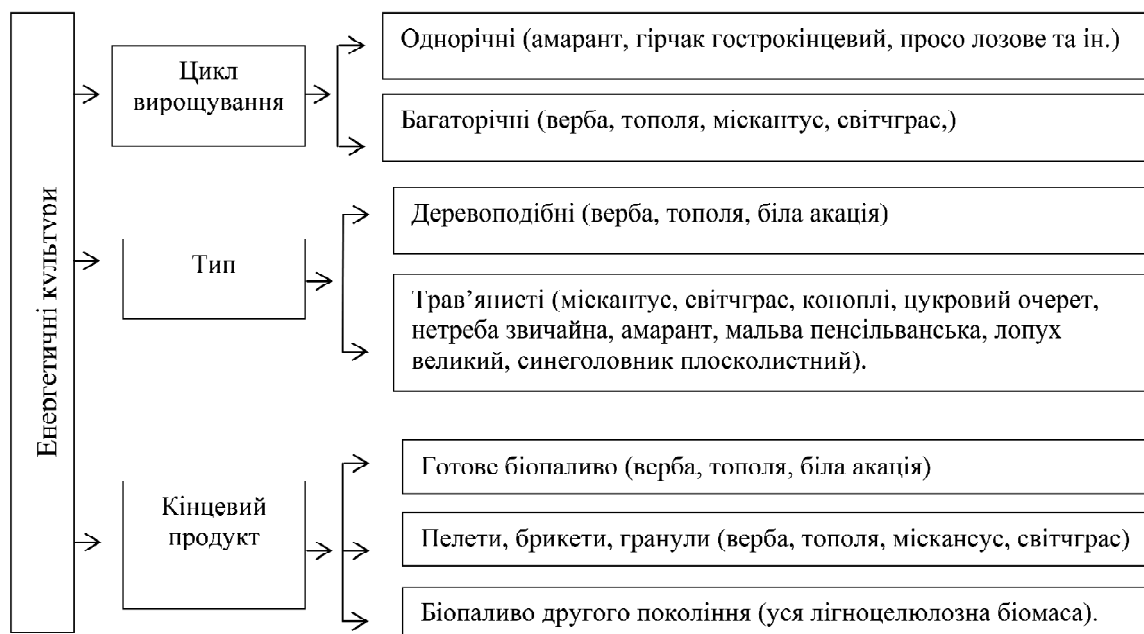 Енергетичні культури
Цикл
вирощування
Однорічні (амарант, гірчак гострокінцевий, просо лозове та ін.)
Багаторічні (верба, тополя, міскантус, світчграс,)
Тип
Деревоподібні (верба, тополя, біла акація)
Трав’янисті (міскантус, світчграс, коноплі, цукровий очерет,
нетреба звичайна, амарант, мальва пенсільванська, лопух
великий, синеголовник плосколистний).
Кінцевий
продукт
Готове біопаливо (верба, тополя, біла акація)
Пелети, брикети, гранули (верба, тополя, міскансус, світчграс)
Біопаливо другого покоління (уся лігноцелюлозна біомаса).